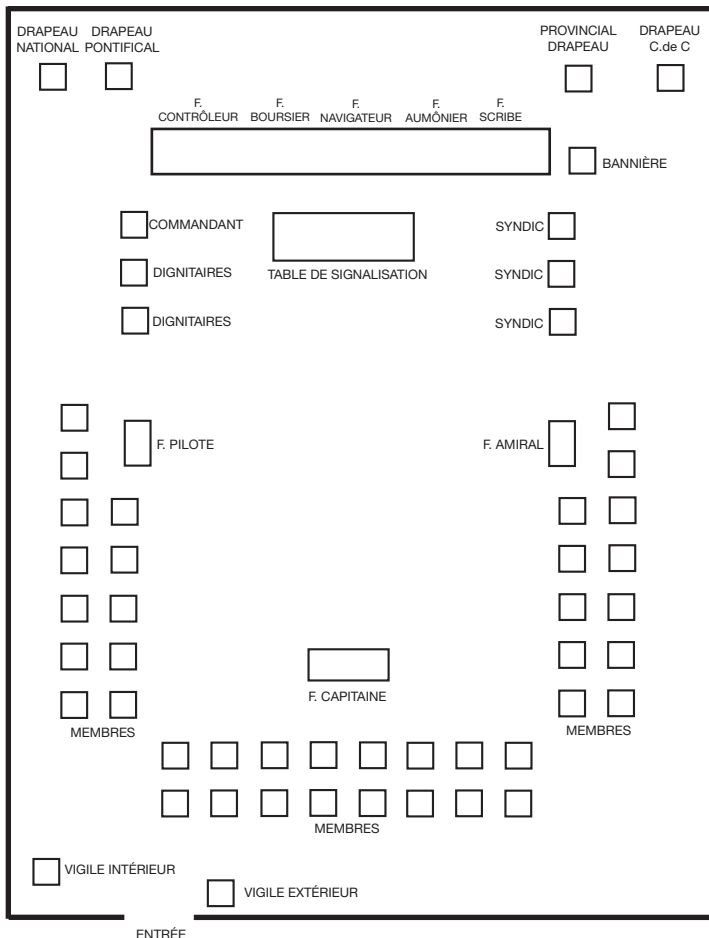 DRAPEAU
NATIONAL
DRAPEAU
PONTIFICAL
PROVINCIAL
DRAPEAU
DRAPEAU
C.de C
F.
CONTRÔLEUR
F.
BOURSIER
F.
NAVIGATEUR
F.
AUMÔNIER
F.
SCRIBE
BANNIÈRE
COMMANDANT
SYNDIC
DIGNITAIRES
TABLE DE SIGNALISATION
SYNDIC
DIGNITAIRES
SYNDIC
F. PILOTE
F. AMIRAL
F. CAPITAINE
MEMBRES
MEMBRES
MEMBRES
VIGILE INTÉRIEUR
VIGILE EXTÉRIEUR
ENTRÉE